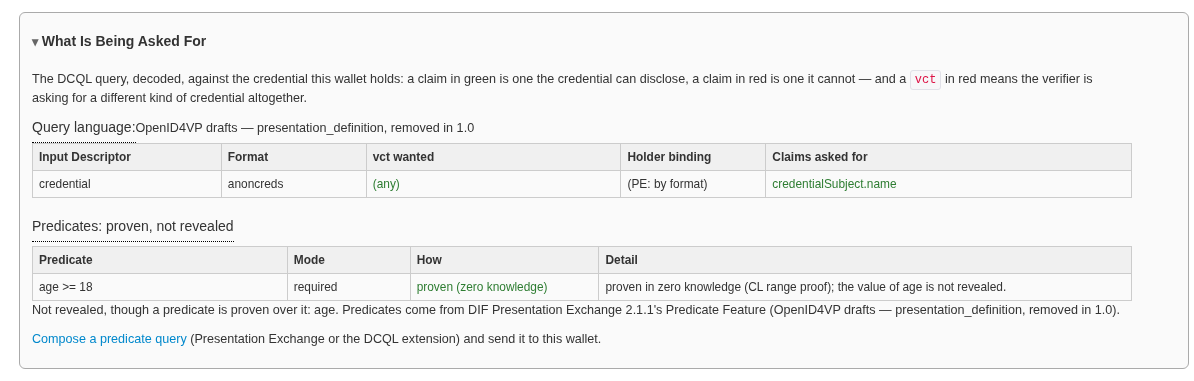 ▾ What Is Being Asked For
The DCQL query, decoded, against the credential this wallet holds: a claim in green is one the credential can disclose, a claim in red is one it cannot — and a vct in red means the verifier is
asking for a different kind of credential altogether.
Query language:OpenID4VP drafts — presentation_definition, removed in 1.0
Input Descriptor Format vct wanted Holder binding Claims asked for
credential anoncreds (any) (PE: by format) credentialSubject.name
Predicates: proven, not revealed
Predicate Mode How Detail
age >= 18 required proven (zero knowledge) proven in zero knowledge (CL range proof); the value of age is not revealed.
Not revealed, though a predicate is proven over it: age. Predicates come from DIF Presentation Exchange 2.1.1's Predicate Feature (OpenID4VP drafts — presentation_definition, removed in 1.0).
Compose a predicate query (Presentation Exchange or the DCQL extension) and send it to this wallet.